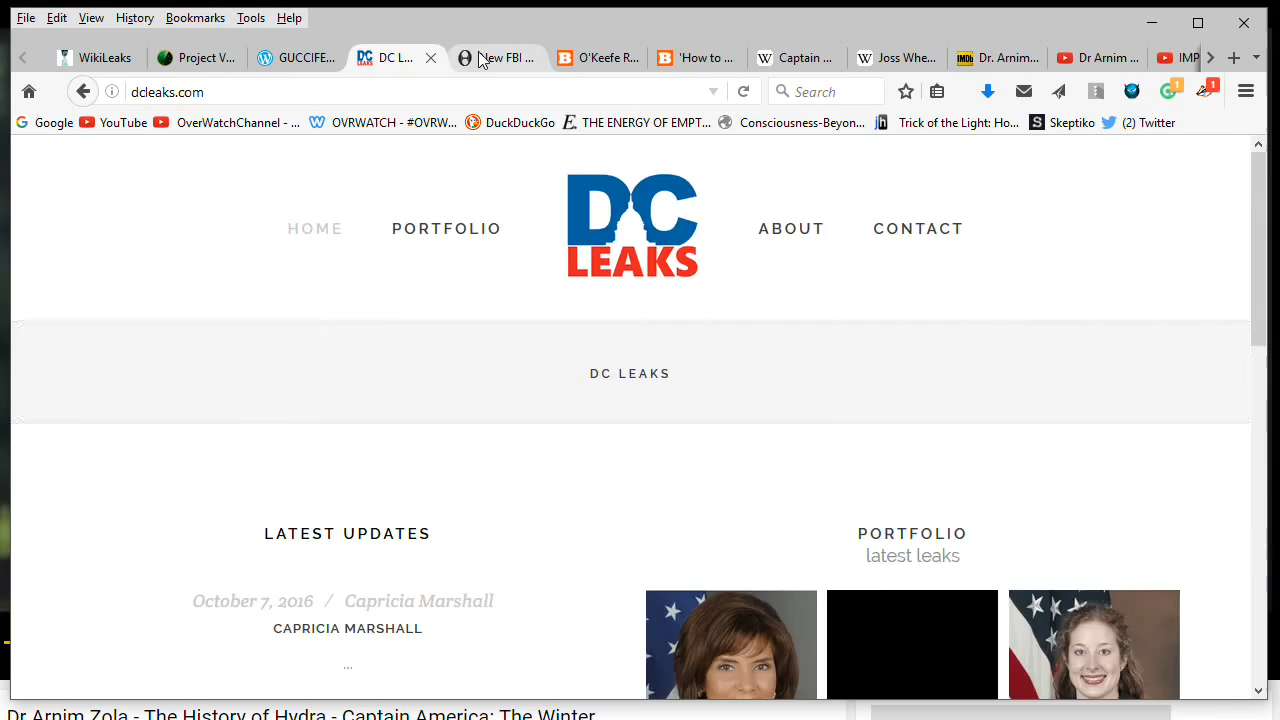 File Edit View History Bookmarks Tools Help
WikiLeaks Project V... GUCCIFE... DC L... New FBI ... O'Keefe R... 'How to ... Captain ... Joss Whe... Dr. Arnim... Dr Arnim ... IMP
dcleaks.com Search 1 1
Google YouTube OverWatchChannel - ... OVRWATCH - #OVRW... DuckDuckGo THE ENERGY OF EMPT... Consciousness-Beyon... Trick of the Light: Ho... Skeptiko (2) Twitter
HOME PORTFOLIO DC LEAKS ABOUT CONTACT
DC LEAKS
LATEST UPDATES
PORTFOLIO
latest leaks
October 7, 2016 / Capricia Marshall
CAPRICIA MARSHALL
...
Dr Arnim Zola - The History of Hydra - Captain America: The Winter